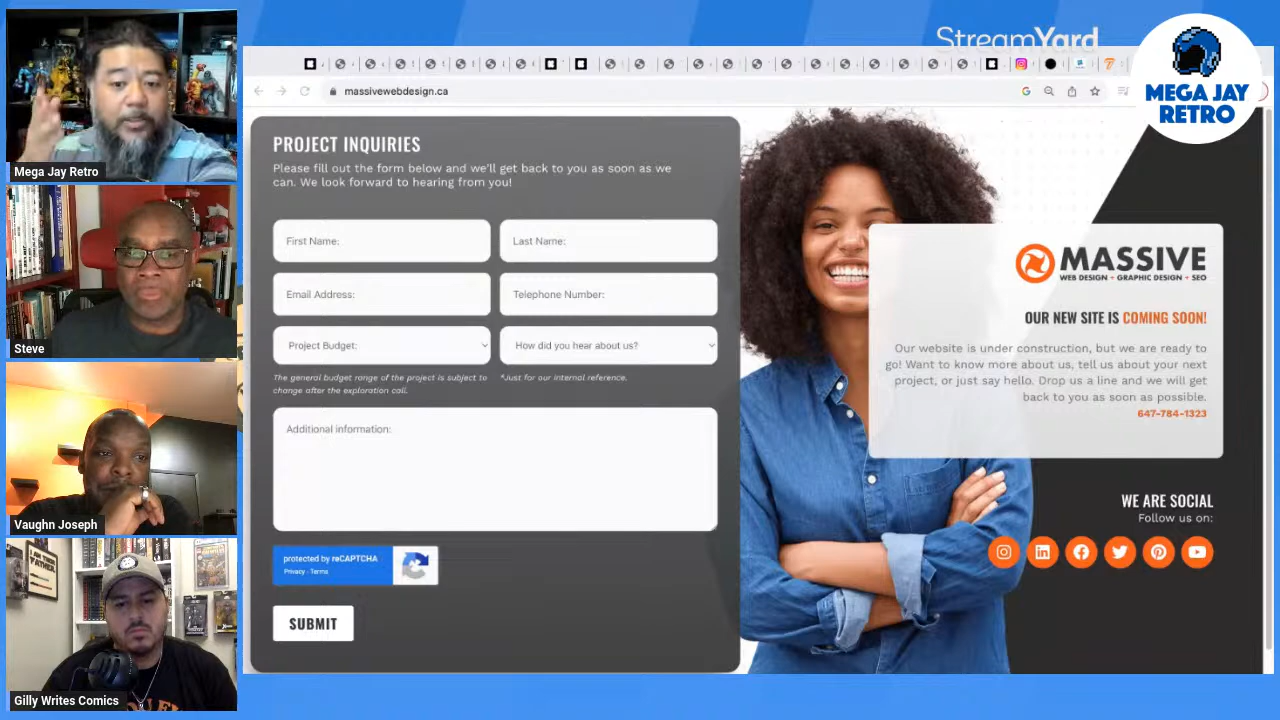 StreamYard
MEGA JAY
RETRO
massivewebdesign.ca
Mega Jay Retro
Steve
Vaughn Joseph
Gilly Writes Comics
PROJECT INQUIRIES
Please fill out the form below and we'll get back to you as soon as we
can. We look forward to hearing from you!
First Name:
Last Name:
Email Address:
Telephone Number:
Project Budget:
How did you hear about us?
The general budget range of the project is subject to
change after the exploration call.
*Just for our internal reference.
Additional information:
protected by reCAPTCHA
Privacy - Terms
SUBMIT
MASSIVE
WEB DESIGN + GRAPHIC DESIGN + SEO
OUR NEW SITE IS COMING SOON!
Our website is under construction, but we are ready to
go! Want to know more about us, tell us about your next
project, or just say hello. Drop us a line and we will get
back to you as soon as possible.
647-784-1323
WE ARE SOCIAL
Follow us on: